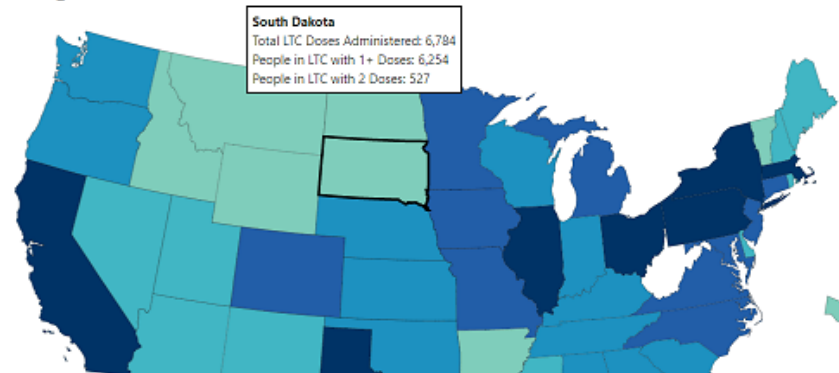 South Dakota
Total LTC Doses Administered: 6,784
People in LTC with 1+ Doses: 6,254
People in LTC with 2 Doses: 527